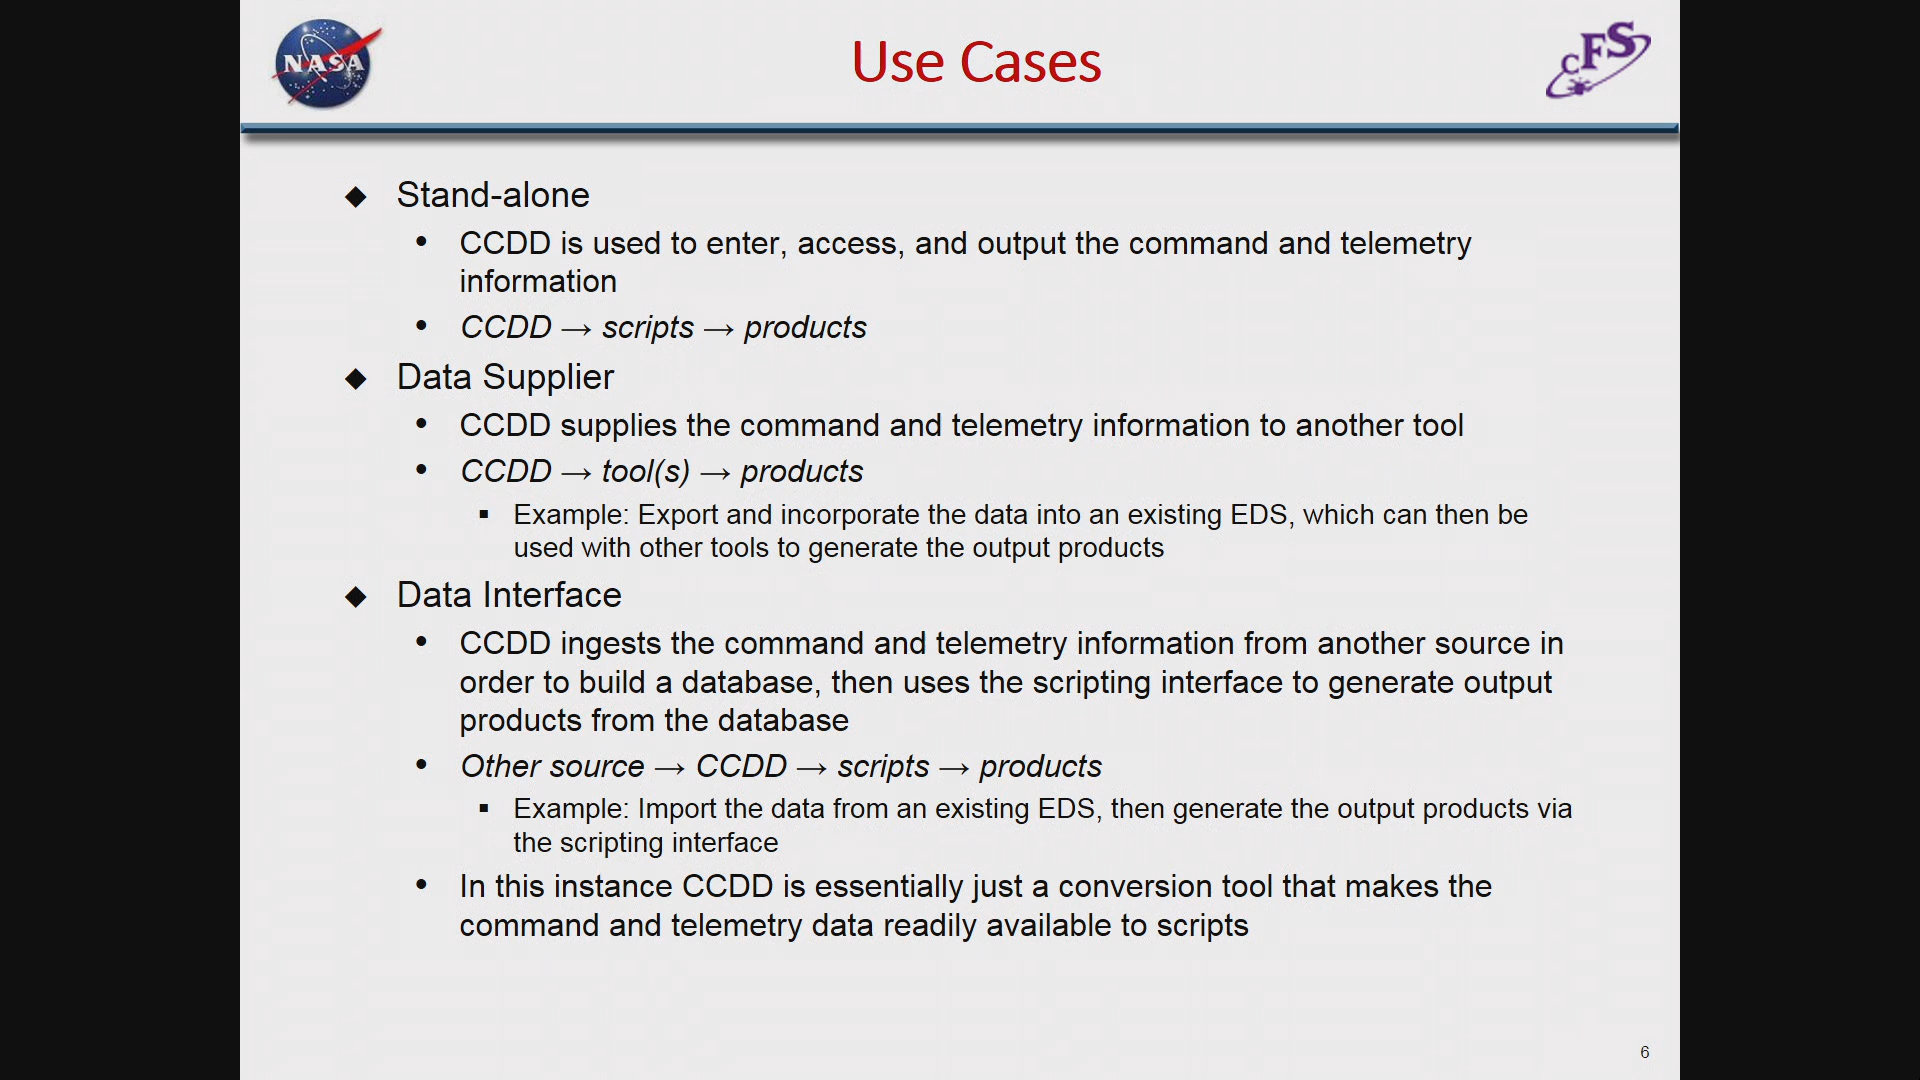 NASA
Use Cases
cFS
◆ Stand-alone
• CCDD is used to enter, access, and output the command and telemetry
information
• CCDD → scripts → products
◆ Data Supplier
• CCDD supplies the command and telemetry information to another tool
• CCDD → tool(s) → products
▪ Example: Export and incorporate the data into an existing EDS, which can then be
used with other tools to generate the output products
◆ Data Interface
• CCDD ingests the command and telemetry information from another source in
order to build a database, then uses the scripting interface to generate output
products from the database
• Other source → CCDD → scripts → products
▪ Example: Import the data from an existing EDS, then generate the output products via
the scripting interface
• In this instance CCDD is essentially just a conversion tool that makes the
command and telemetry data readily available to scripts
6